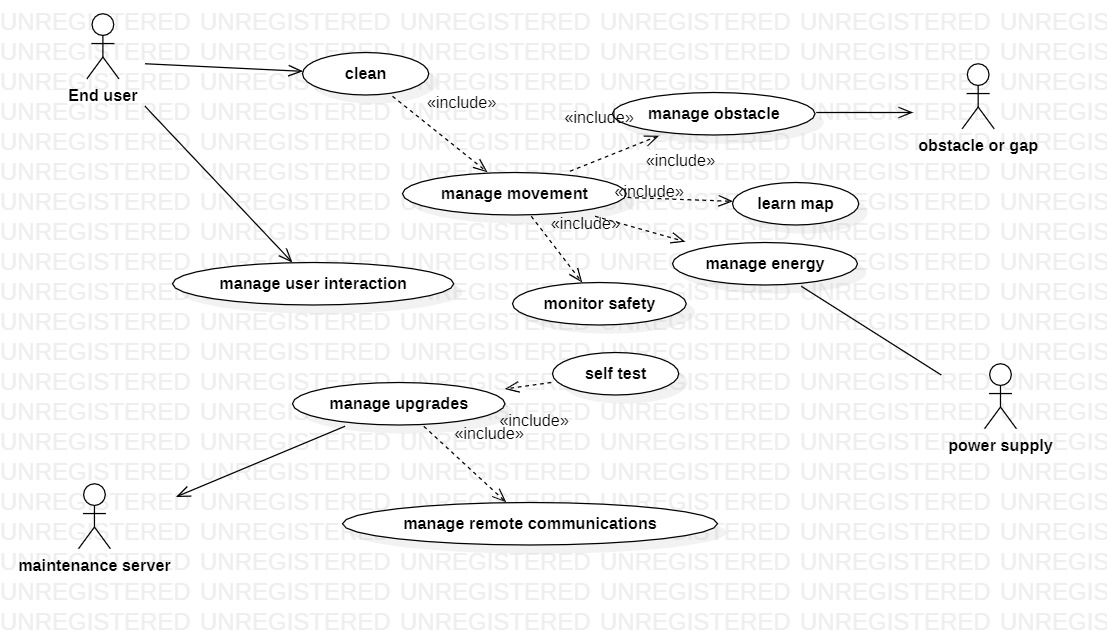 End user
clean
«include»
«include»
manage obstacle
obstacle or gap
«include»
manage movement
«include»
learn map
«include»
manage energy
manage user interaction
monitor safety
self test
manage upgrades
«include»
«include»
power supply
manage remote communications
maintenance server
UNREGISTERED